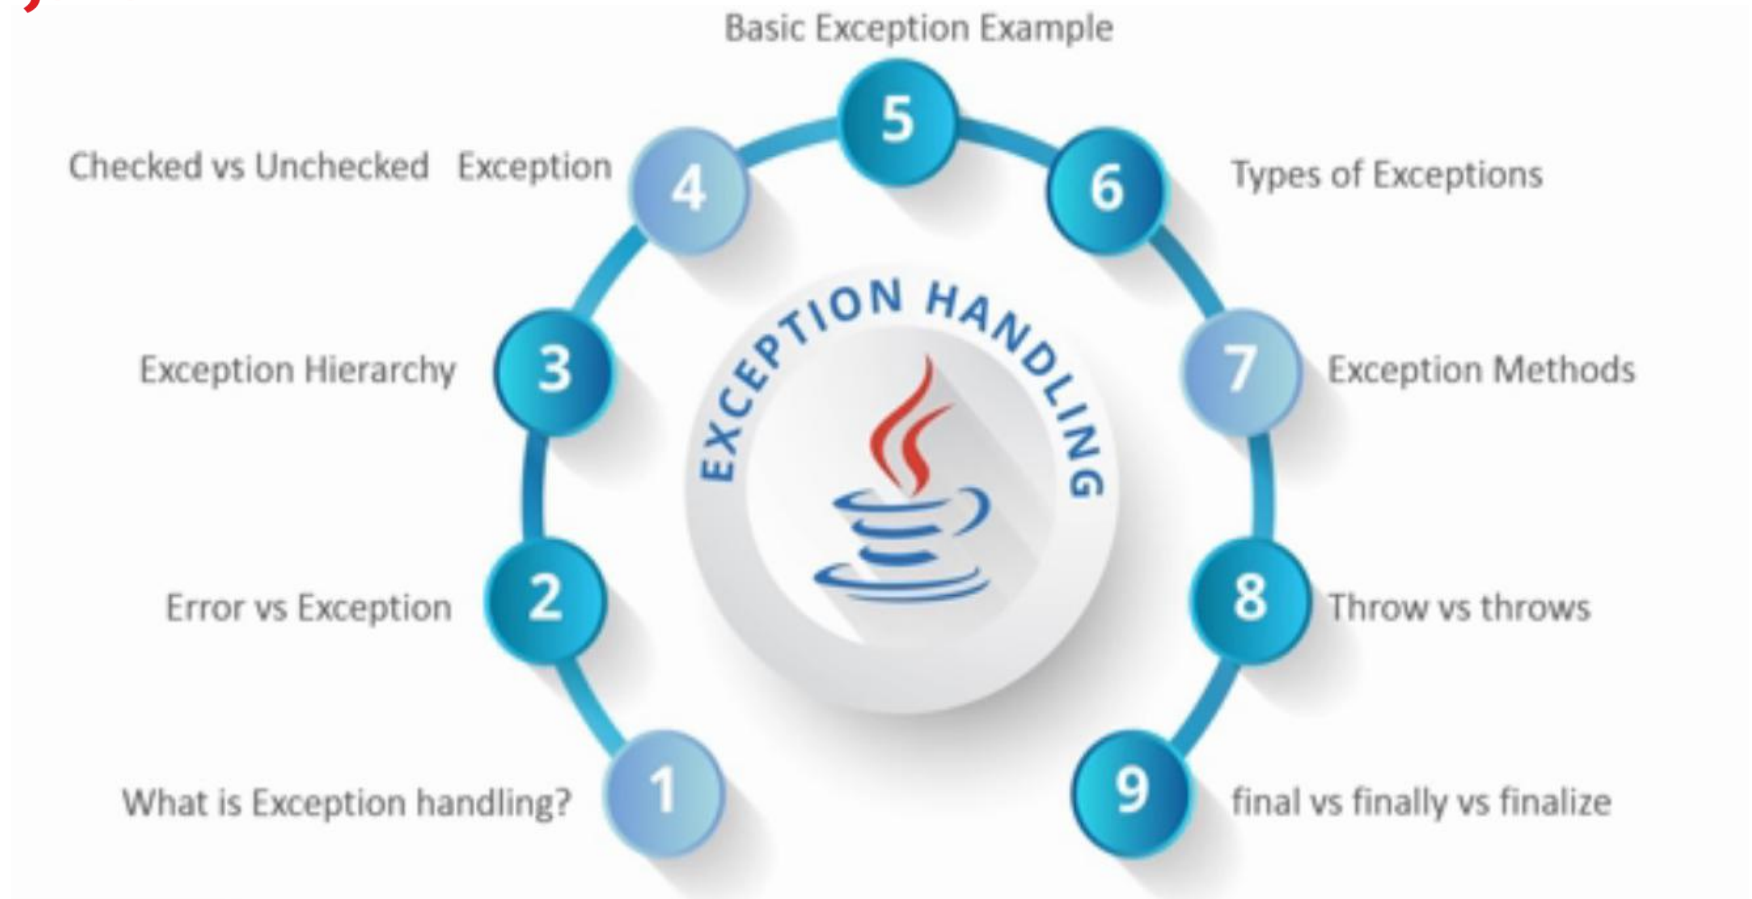 Basic Exception Example
5
Checked vs Unchecked Exception
4
6
Types of Exceptions
EXCEPTION HANDLING
Exception Hierarchy
3
7
Exception Methods
Error vs Exception
2
8
Throw vs throws
What is Exception handling?
1
9
final vs finally vs finalize